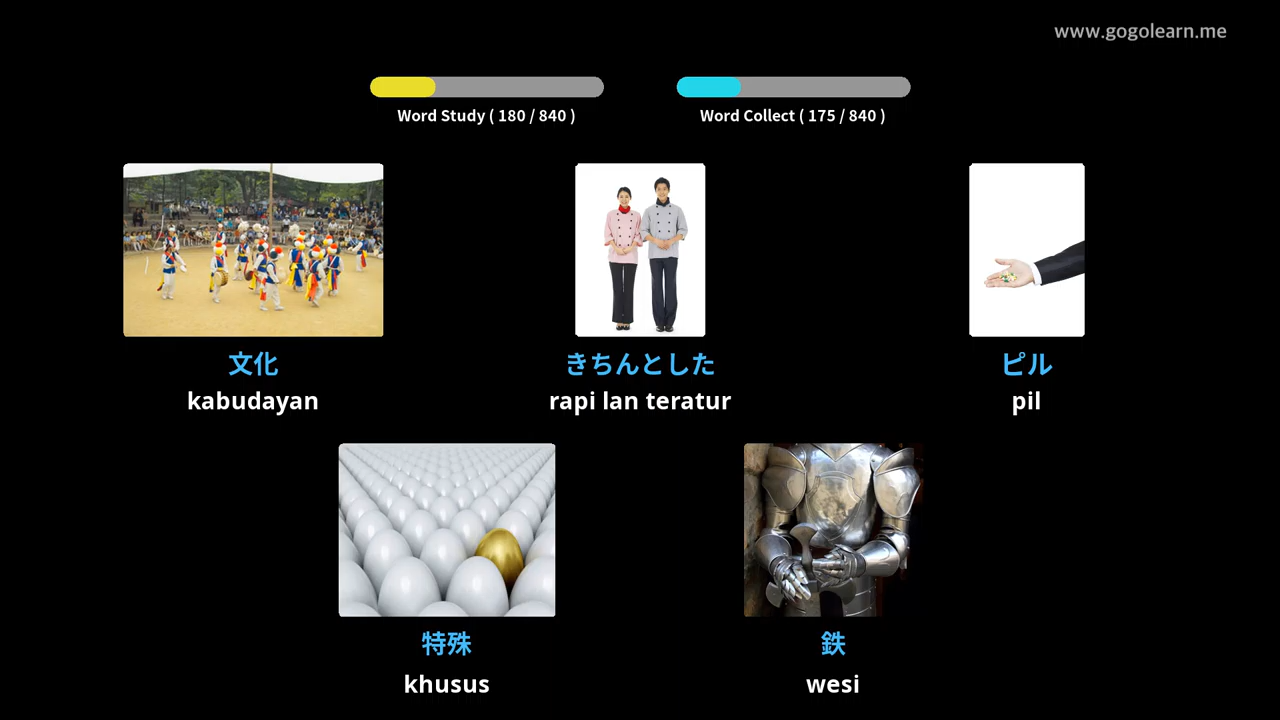 www.gogolearn.me
Word Study ( 180 / 840 )
Word Collect ( 175 / 840 )
文化
kabudayan
きちんとした
rapi lan teratur
ピル
pil
特殊
khusus
鉄
wesi